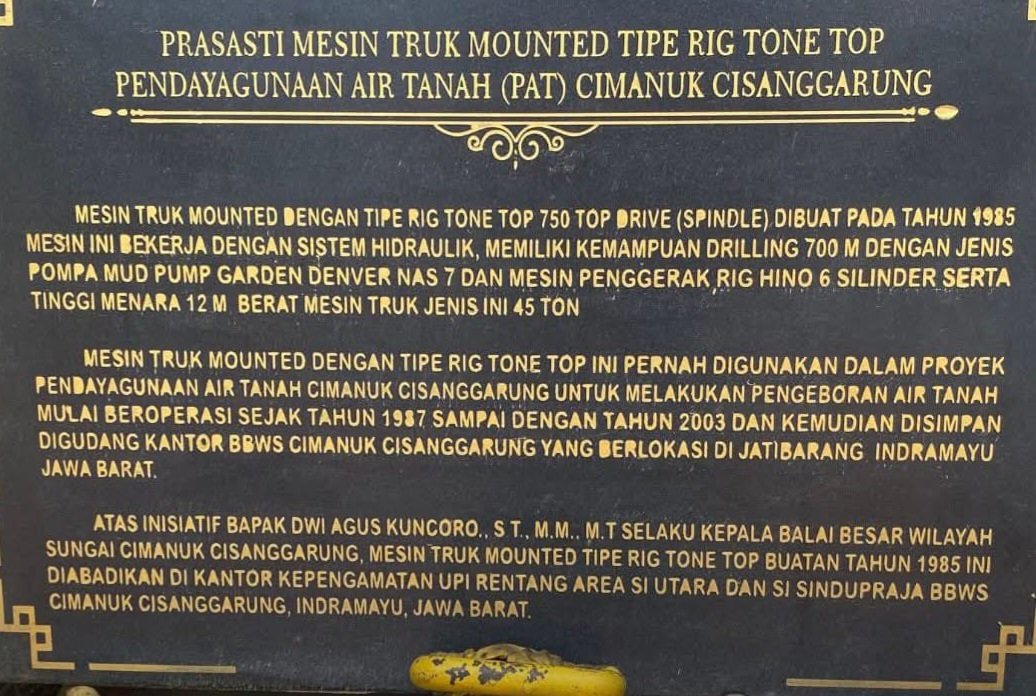 PRASASTI MESIN TRUK MOUNTED TIPE RIG TONE TOP
PENDAYAGUNAAN AIR TANAH (PAT) CIMANUK CISANGGARUNG
MESIN TRUK MOUNTED DENGAN TIPE RIG TONE TOP 750 TOP DRIVE (SPINDLE) DIBUAT PADA TAHUN 1985
MESIN INI BEKERJA DENGAN SISTEM HIDRAULIK, MEMILIKI KEMAMPUAN DRILLING 700 M DENGAN JENIS
POMPA MUD PUMP GARDEN DENVER NAS 7 DAN MESIN PENGGERAK RIG HINO 6 SILINDER SERTA
TINGGI MENARA 12 M BERAT MESIN TRUK JENIS INI 45 TON
MESIN TRUK MOUNTED DENGAN TIPE RIG TONE TOP INI PERNAH DIGUNAKAN DALAM PROYEK
PENDAYAGUNAAN AIR TANAH CIMANUK CISANGGARUNG UNTUK MELAKUKAN PENGEBORAN AIR TANAH
MULAI BEROPERASI SEJAK TAHUN 1987 SAMPAI DENGAN TAHUN 2003 DAN KEMUDIAN DISIMPAN
DIGUDANG KANTOR BBWS CIMANUK CISANGGARUNG YANG BERLOKASI DI JATIBARANG INDRAMAYU
JAWA BARAT.
ATAS INISIATIF BAPAK DWI AGUS KUNCORO., S T., M.M., M.T SELAKU KEPALA BALAI BESAR WILAYAH
SUNGAI CIMANUK CISANGGARUNG, MESIN TRUK MOUNTED TIPE RIG TONE TOP BUATAN TAHUN 1985 INI
DIABADIKAN DI KANTOR KEPENGAMATAN UPI RENTANG AREA SI UTARA DAN SI SINDUPRAJA BBWS
CIMANUK CISANGGARUNG, INDRAMAYU, JAWA BARAT.